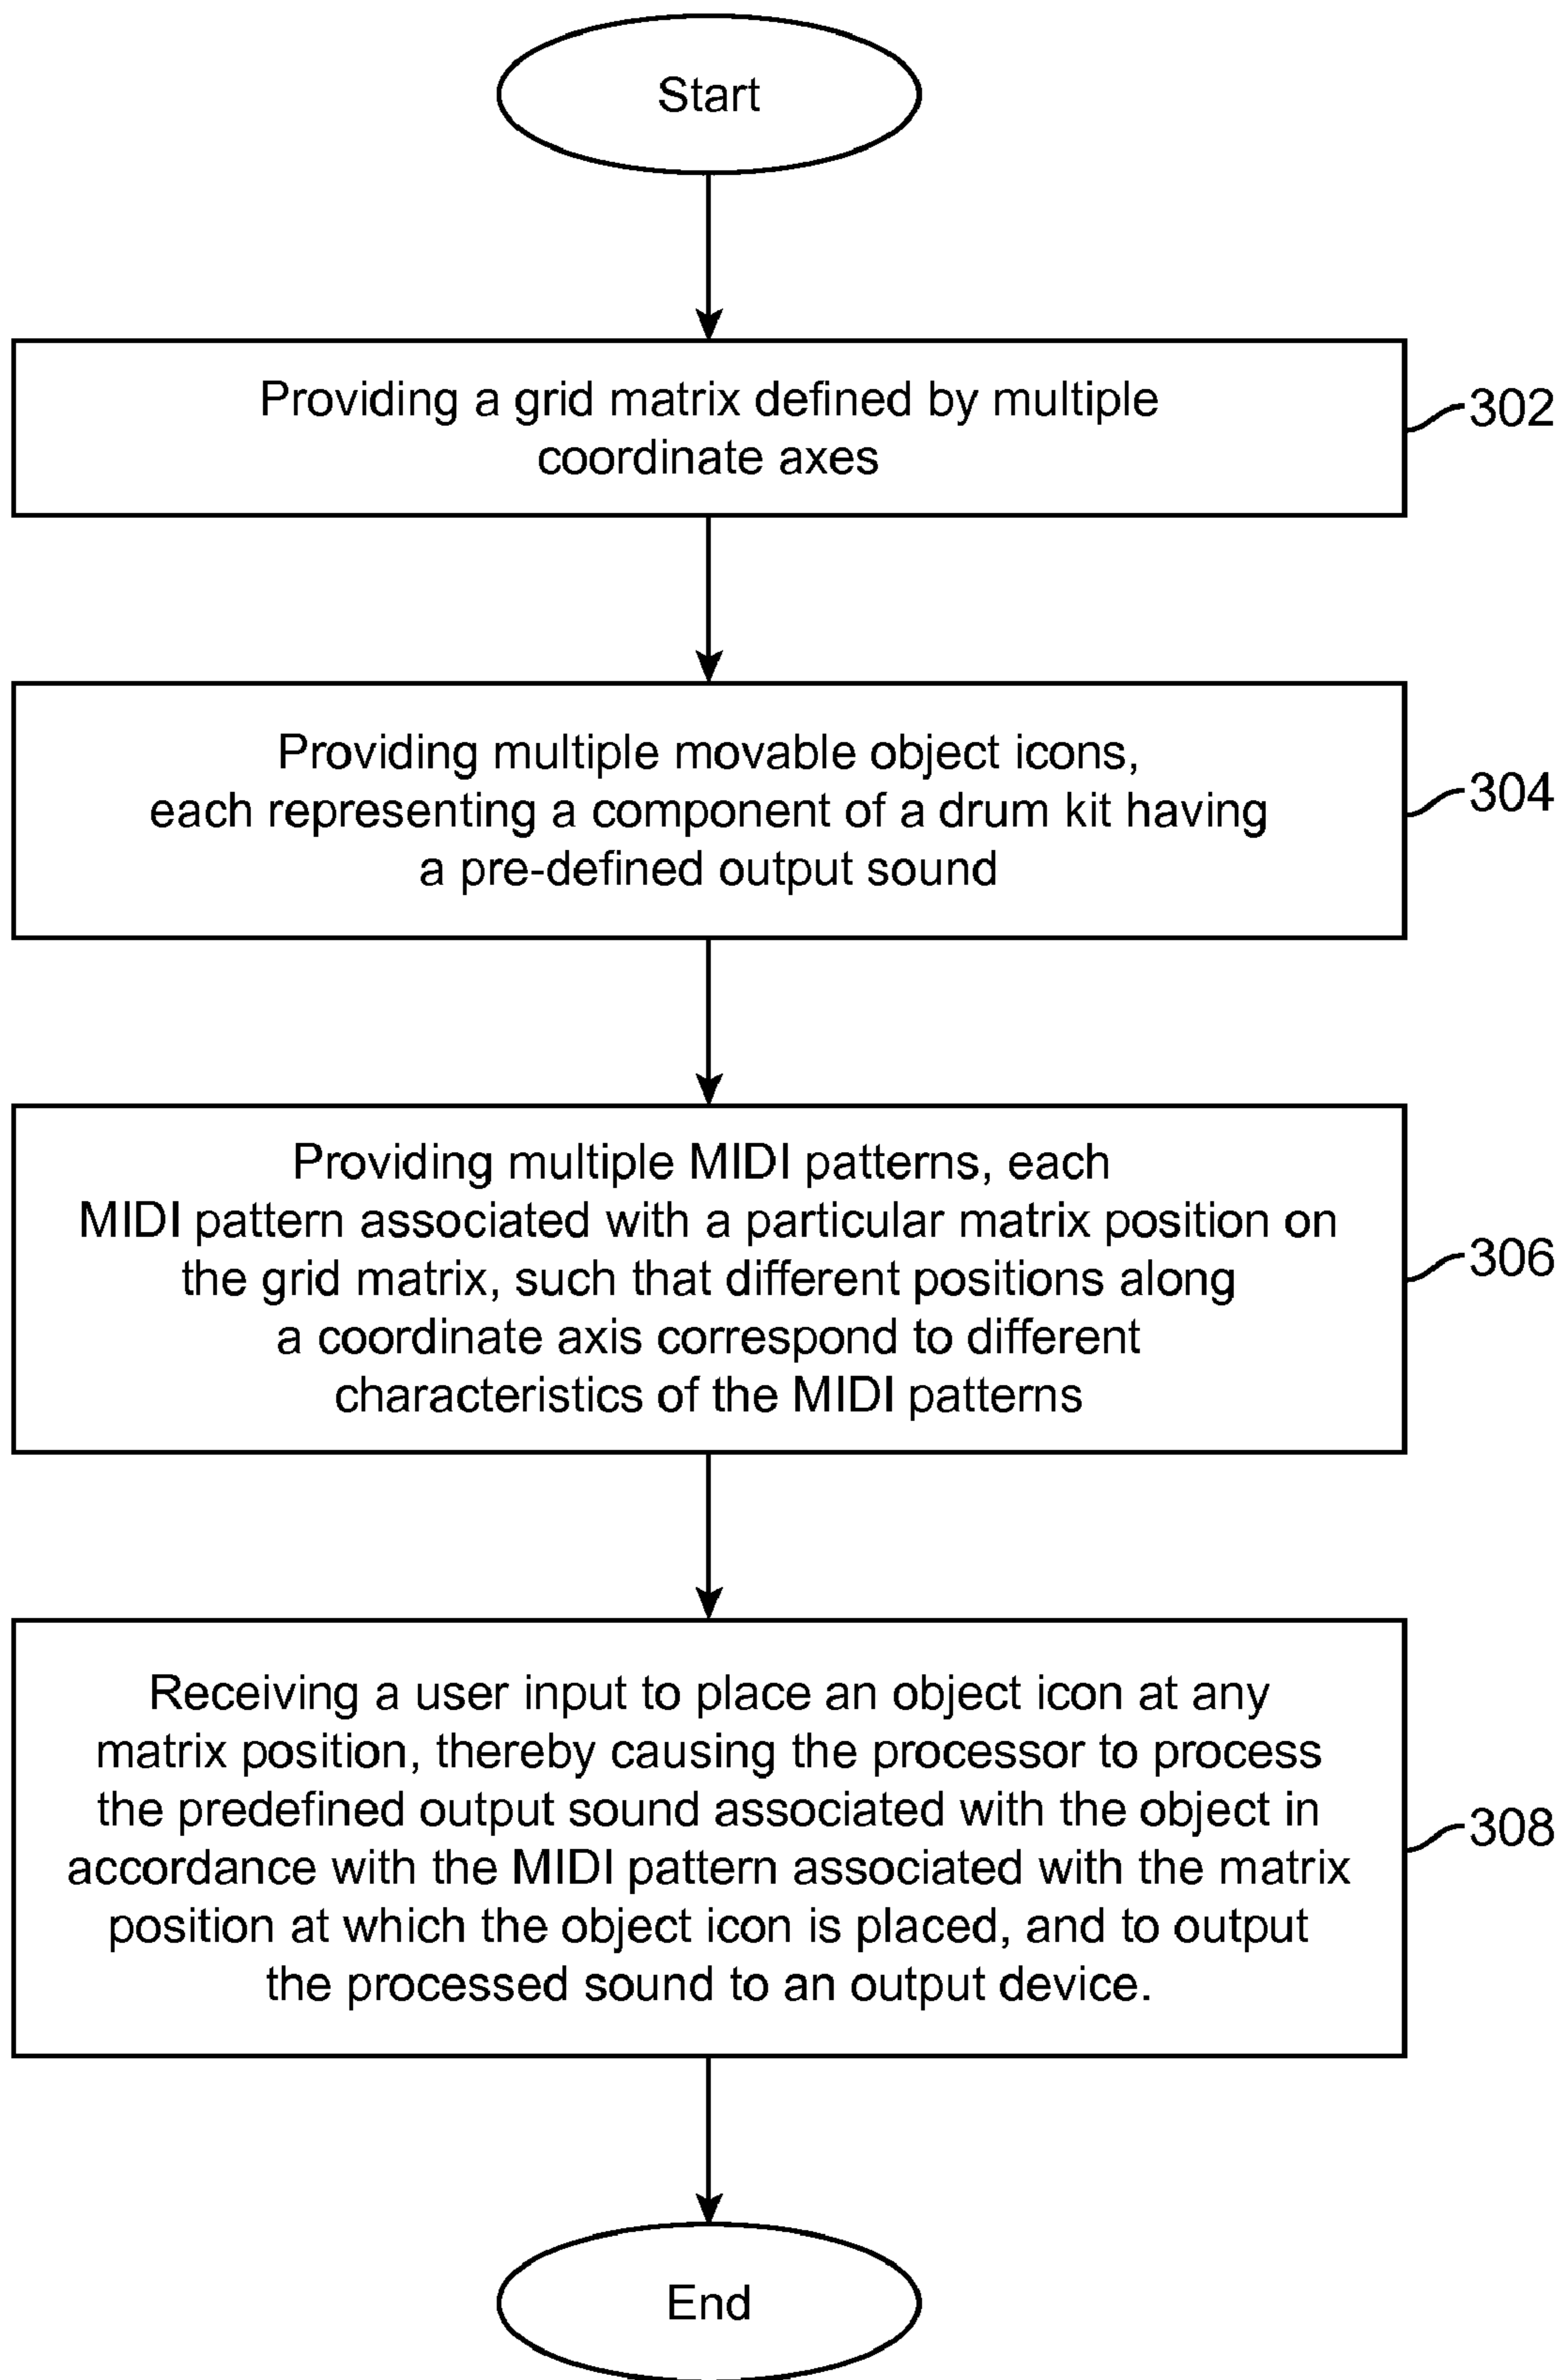 Start
Providing a grid matrix defined by multiple
coordinate axes
302
Providing multiple movable object icons,
each representing a component of a drum kit having
a pre-defined output sound
304
Providing multiple MIDI patterns, each
MIDI pattern associated with a particular matrix position on
the grid matrix, such that different positions along
a coordinate axis correspond to different
characteristics of the MIDI patterns
306
Receiving a user input to place an object icon at any
matrix position, thereby causing the processor to process
the predefined output sound associated with the object in
accordance with the MIDI pattern associated with the matrix
position at which the object icon is placed, and to output
the processed sound to an output device.
308
End